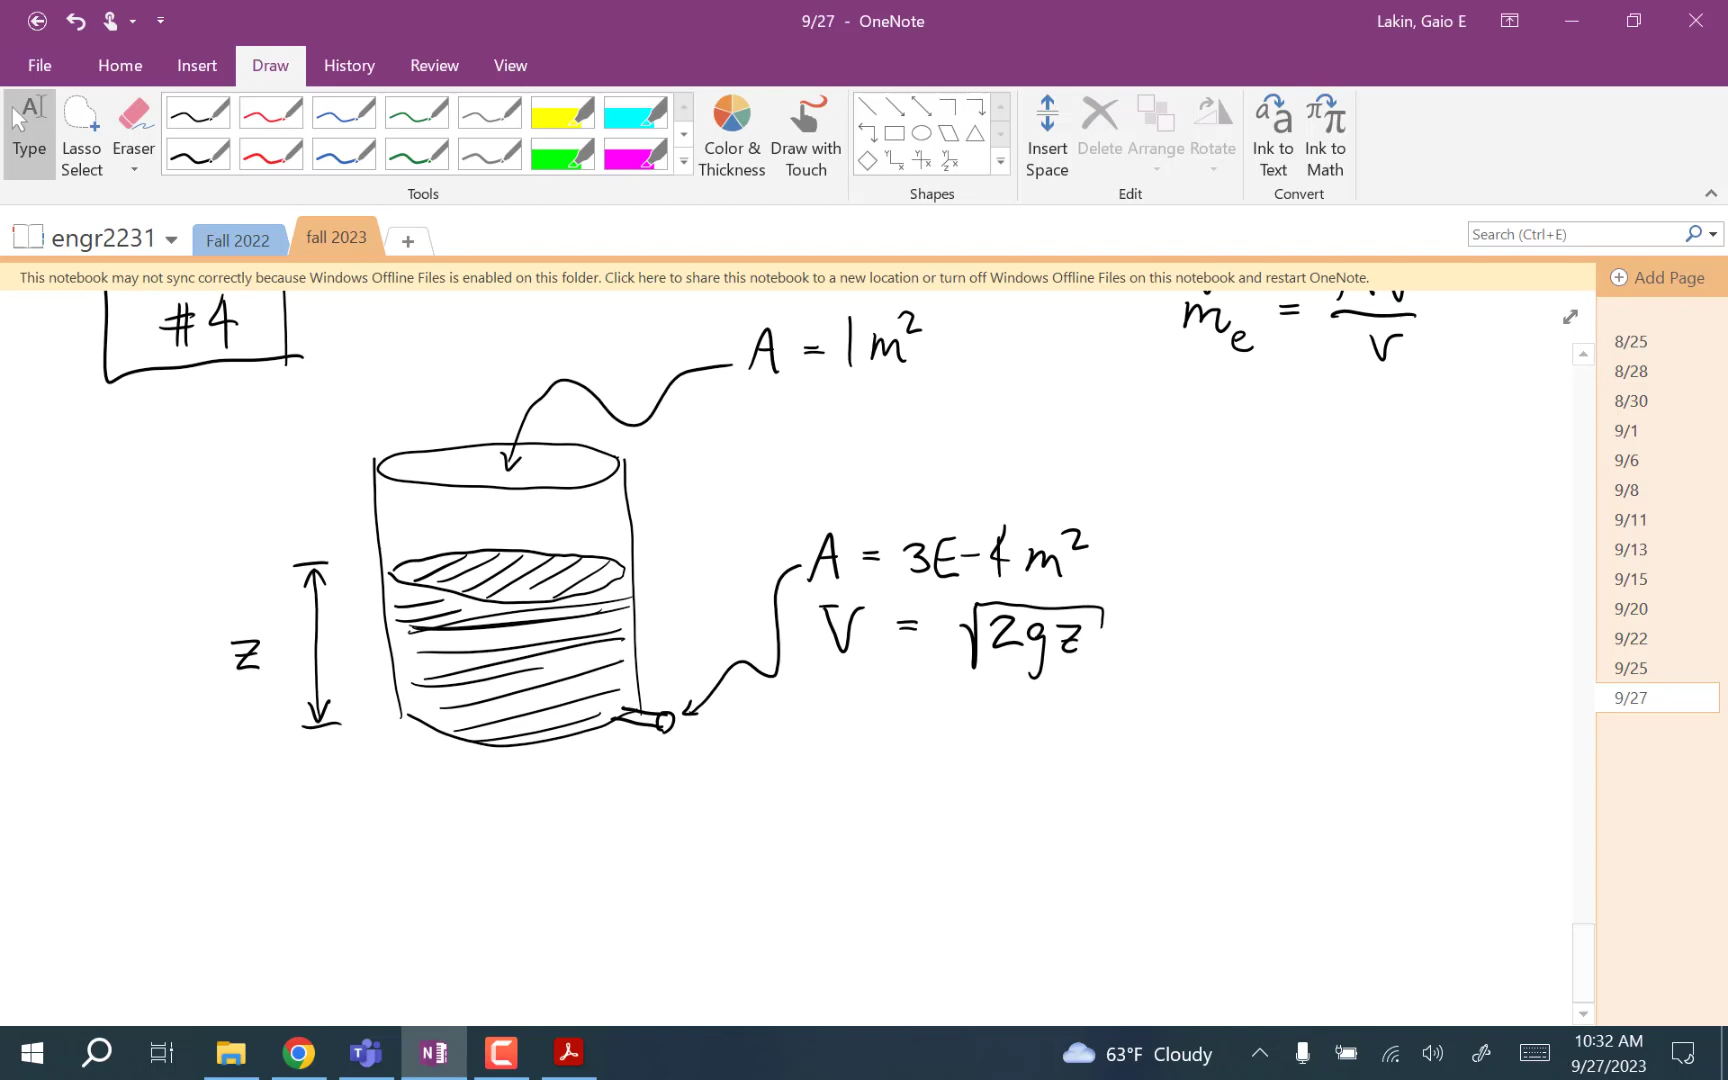 9/27 - OneNote
Lakin, Gaio E
File Home Insert Draw History Review View
Type
Lasso Select
Eraser
Color & Thickness
Draw with Touch
Insert Space
Delete
Arrange
Rotate
Ink to Text
Ink to Math
Tools
Shapes
Edit
Convert
engr2231
Fall 2022
fall 2023
Search (Ctrl+E)
This notebook may not sync correctly because Windows Offline Files is enabled on this folder. Click here to share this notebook to a new location or turn off Windows Offline Files on this notebook and restart OneNote.
Add Page
8/25
8/28
8/30
9/1
9/6
9/8
9/11
9/13
9/15
9/20
9/22
9/25
9/27
#4
A = 1 m²
ṁe = AV/v
A = 3E-4 m²
V = √2gz
z
63°F Cloudy
10:32 AM
9/27/2023